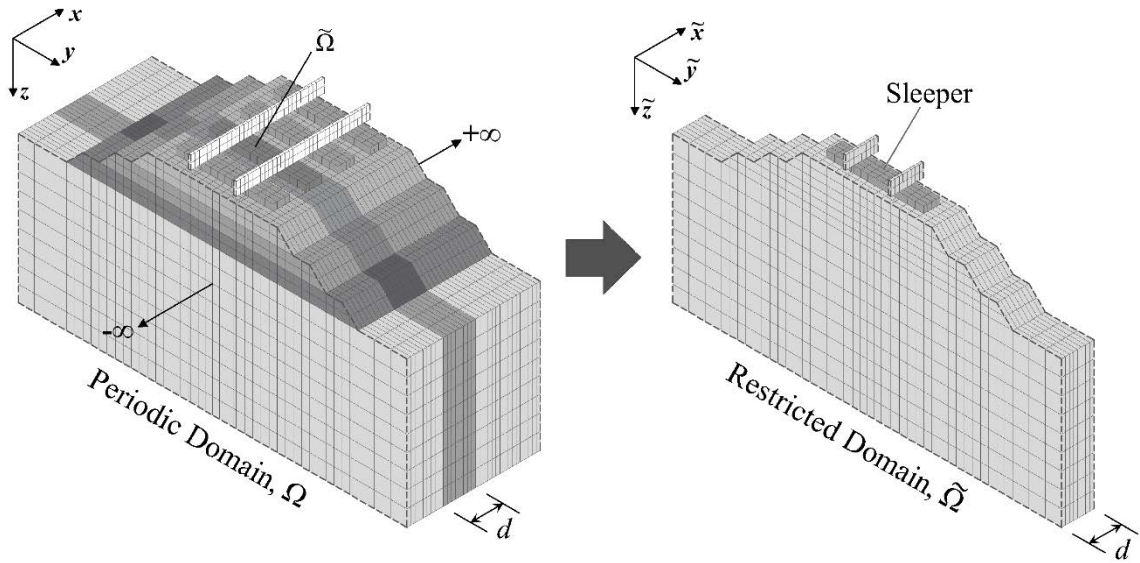 x
y
z
Ω̃
+∞
-∞
Periodic Domain, Ω
d
x̃
ỹ
z̃
Sleeper
Restricted Domain, Ω̃
d